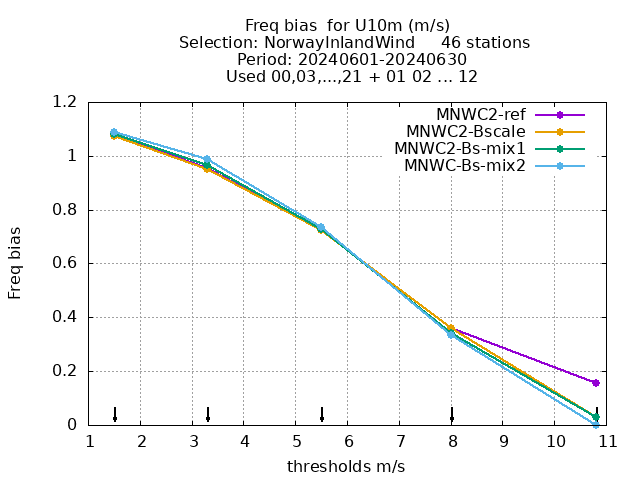 Freq bias  for U10m (m/s)
Selection: NorwayInlandWind     46 stations
Period: 20240601-20240630
Used 00,03,...,21 + 01 02 ... 12
MNWC2-ref
MNWC2-Bscale
MNWC2-Bs-mix1
MNWC-Bs-mix2
1.2
1
0.8
0.6
0.4
0.2
0
Freq bias
1 2 3 4 5 6 7 8 9 10 11
thresholds m/s